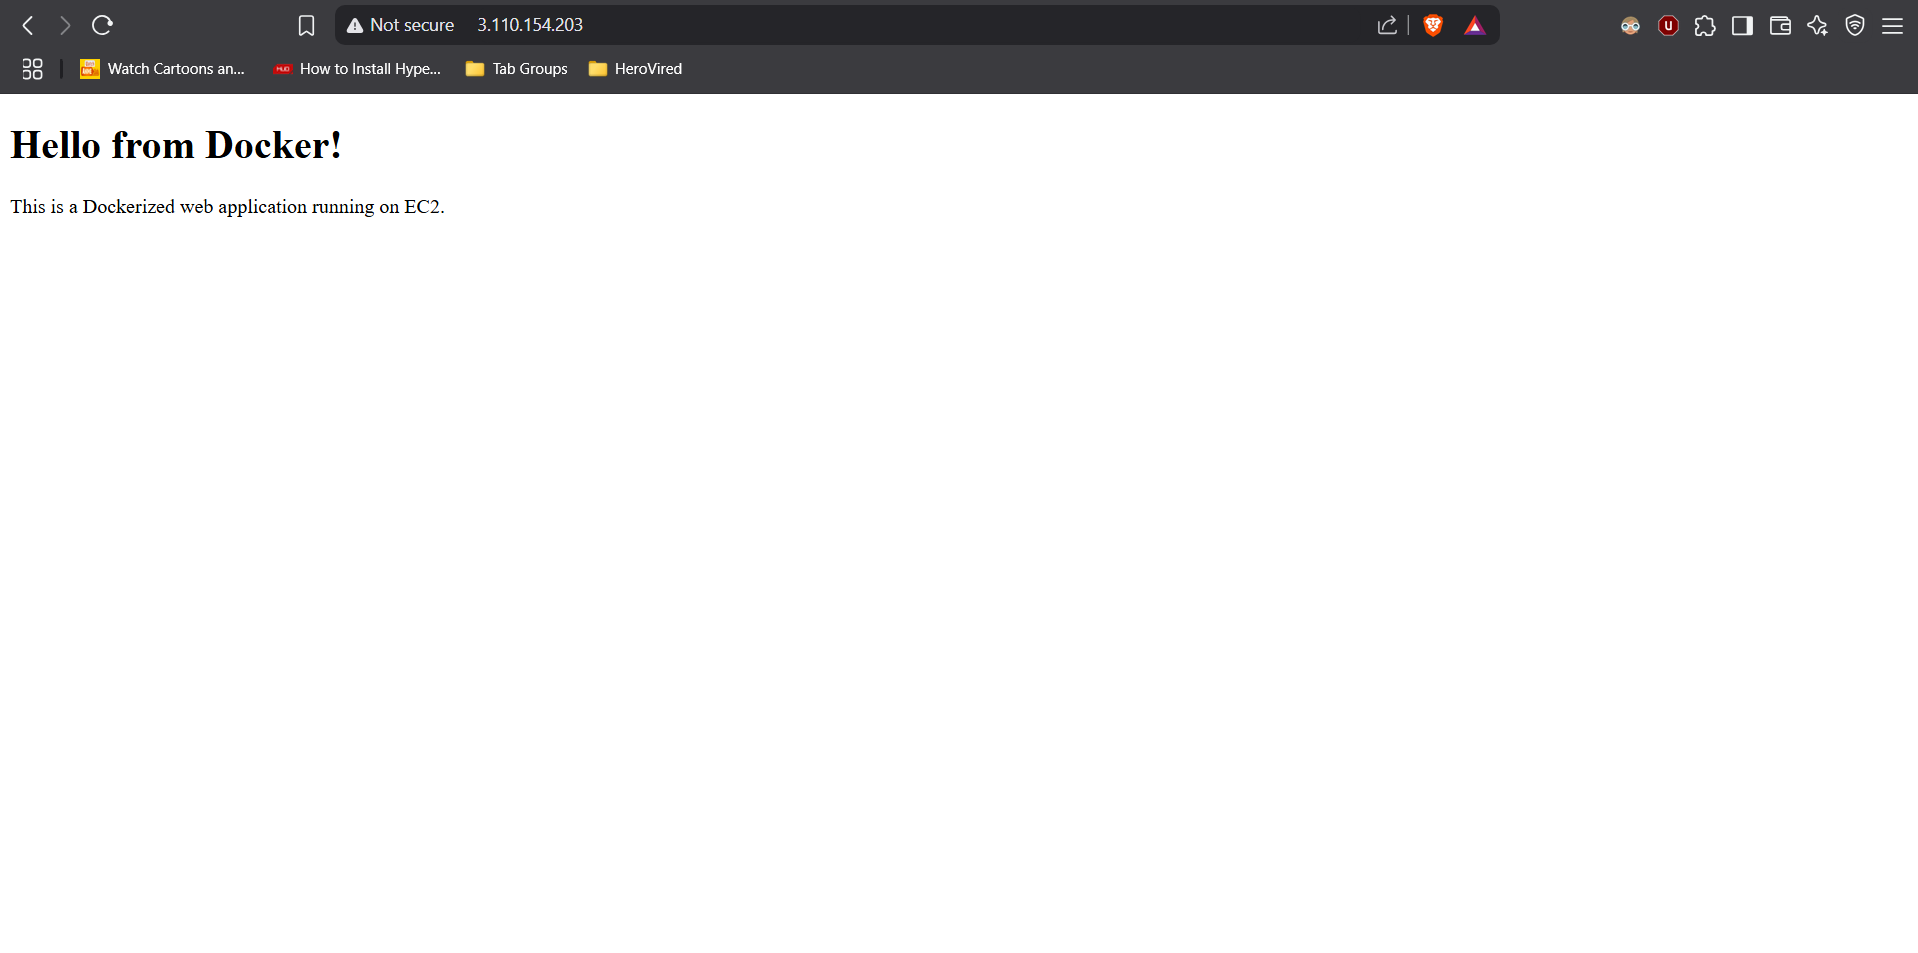 Not secure 3.110.154.203
Watch Cartoons an... How to Install Hype... Tab Groups HeroVired
Hello from Docker!
This is a Dockerized web application running on EC2.